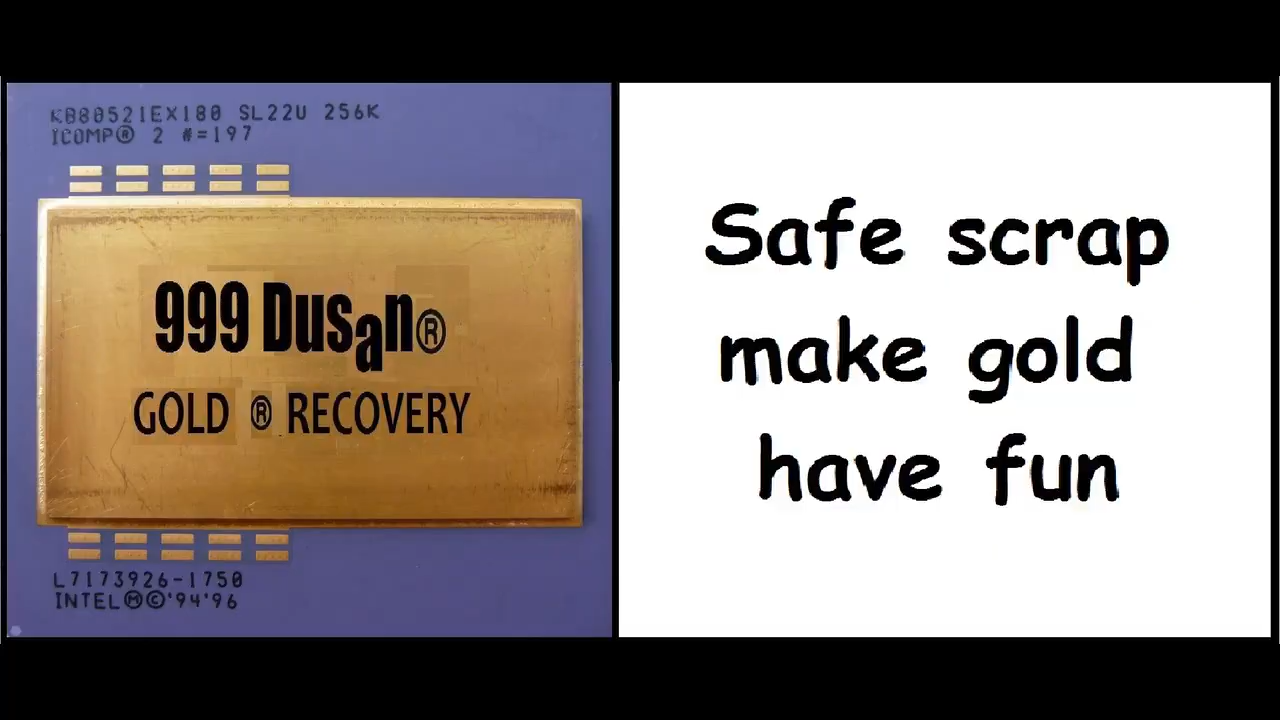 KB80521EX180 SL22U 256K
ICOMP® 2 #=197
999 Dusan®
GOLD ® RECOVERY
L7173926-1750
INTELⓂ©'94'96
Safe scrap
make gold
have fun